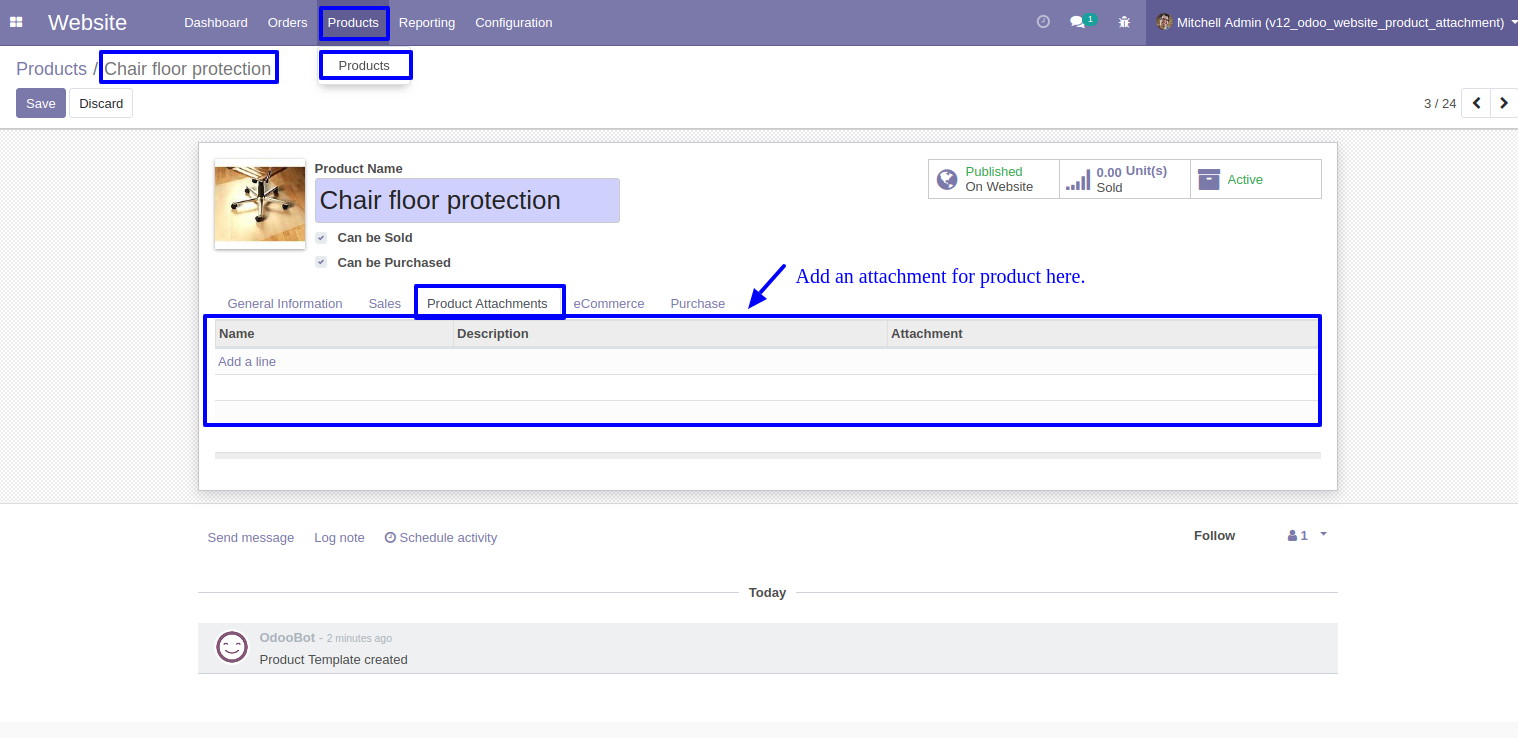 Website Dashboard Orders Products Reporting Configuration 1 Mitchell Admin (v12_odoo_website_product_attachment)
Products / Chair floor protection
Products
Save Discard 3 / 24
Product Name
Chair floor protection
Published
On Website
0.00 Unit(s)
Sold
Active
Can be Sold
Can be Purchased
Add an attachment for product here.
General Information Sales Product Attachments eCommerce Purchase
Name Description Attachment
Add a line
Send message Log note Schedule activity Follow 1
Today
OdooBot - 2 minutes ago
Product Template created